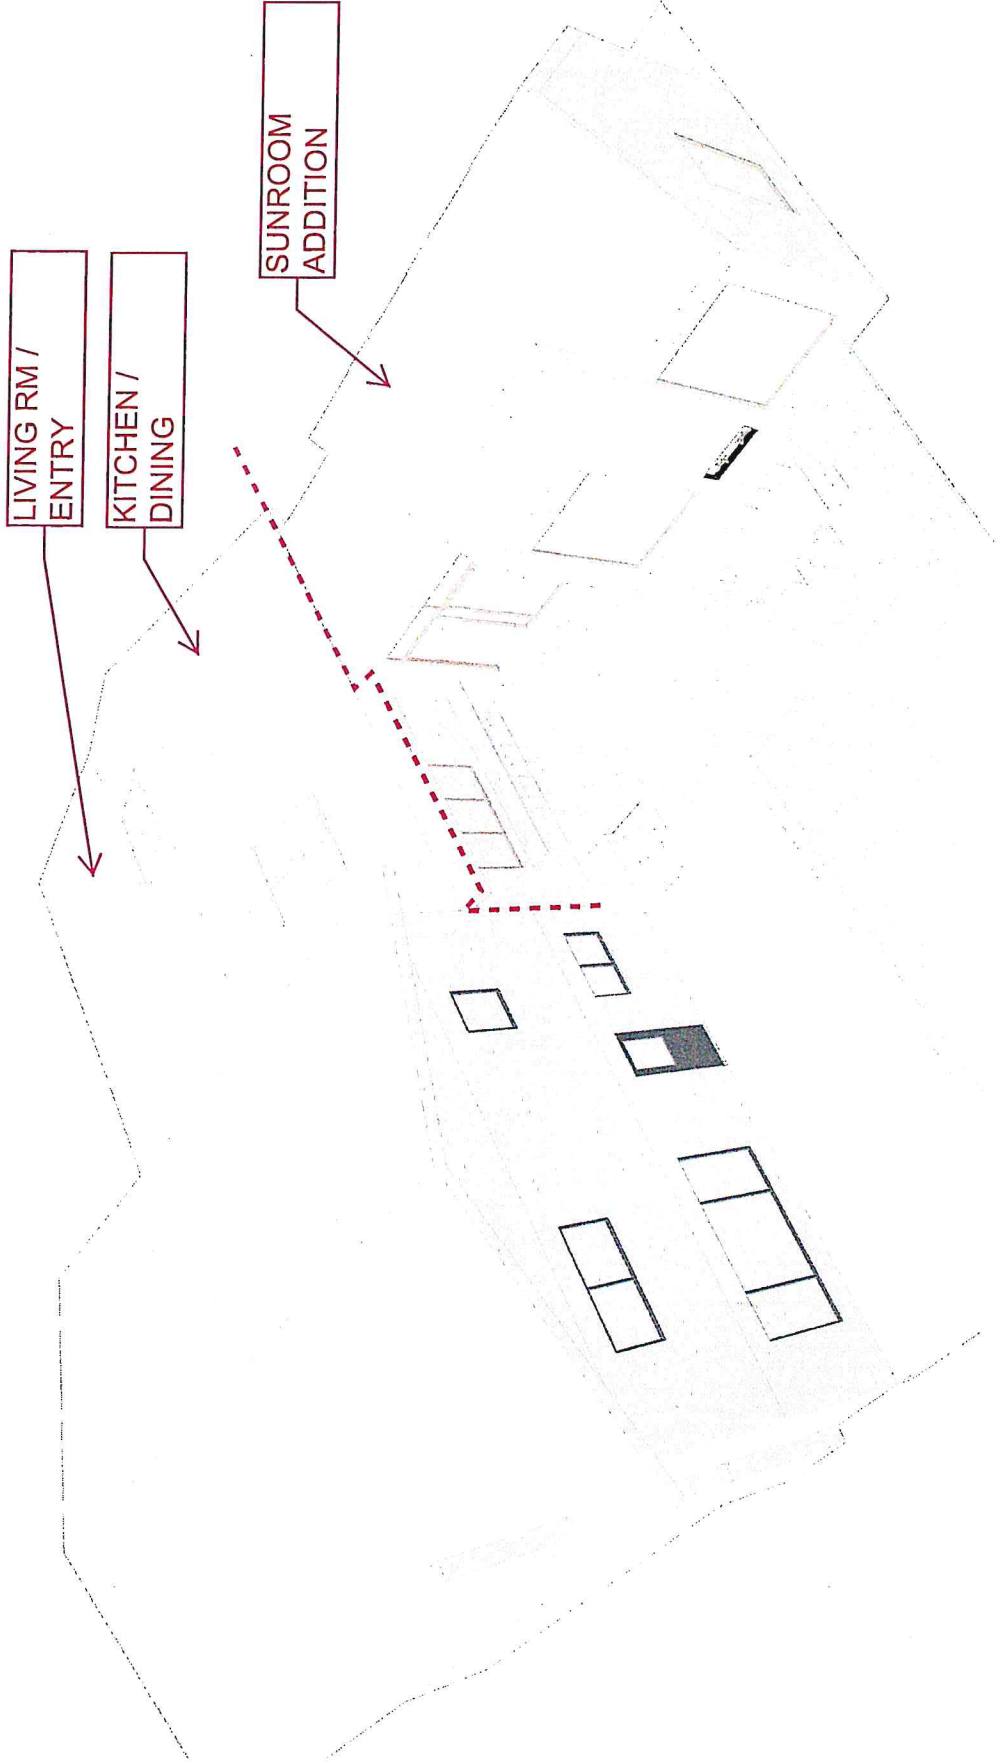 LIVING RM /
ENTRY
KITCHEN /
DINING
SUNROOM
ADDITION